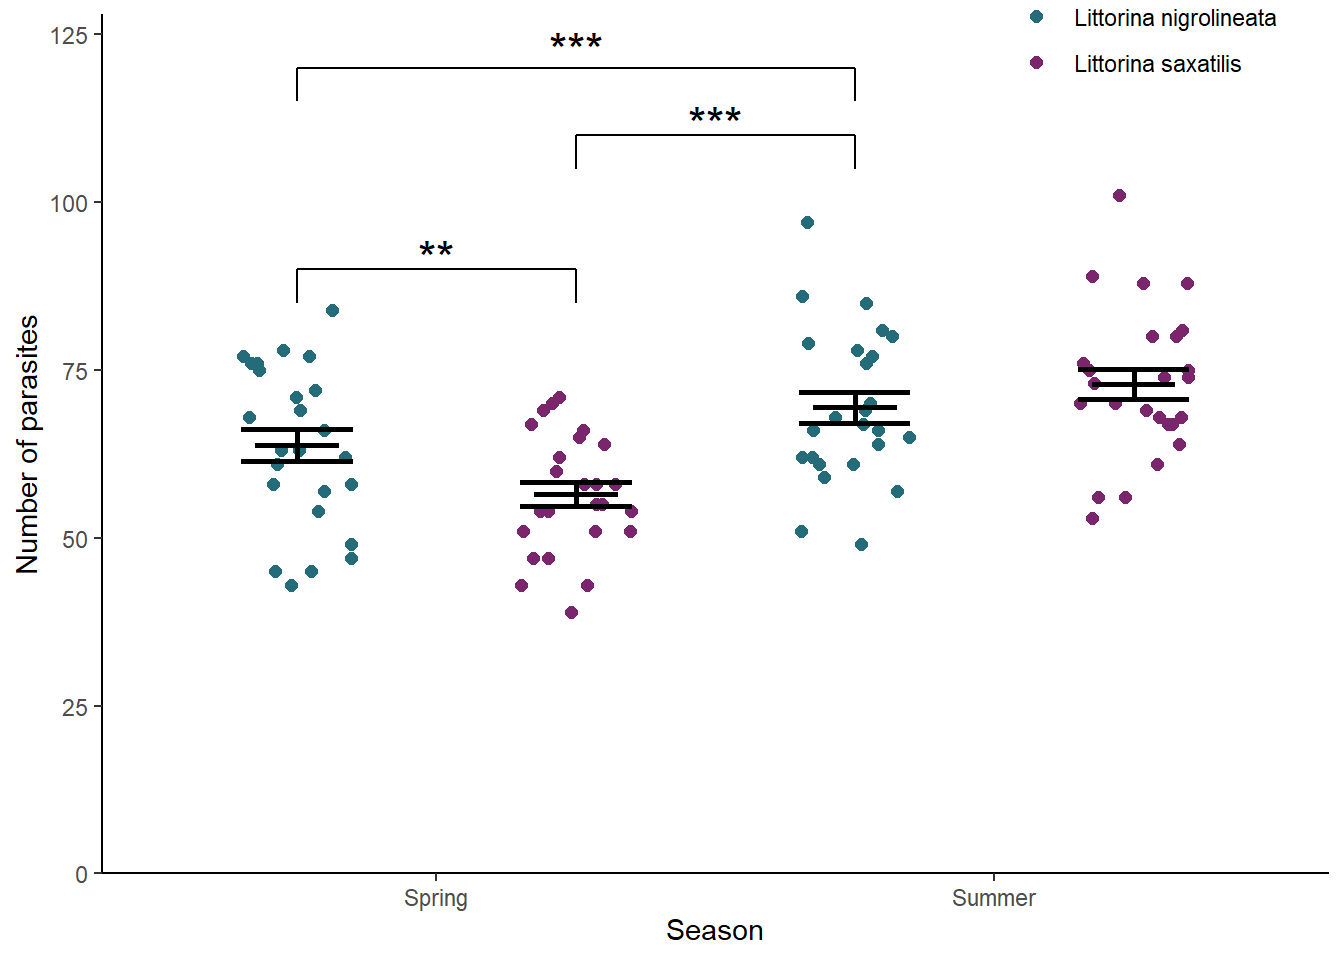 Littorina nigrolineata
Littorina saxatilis
***
***
**
Number of parasites
125
100
75
50
25
0
Spring
Summer
Season